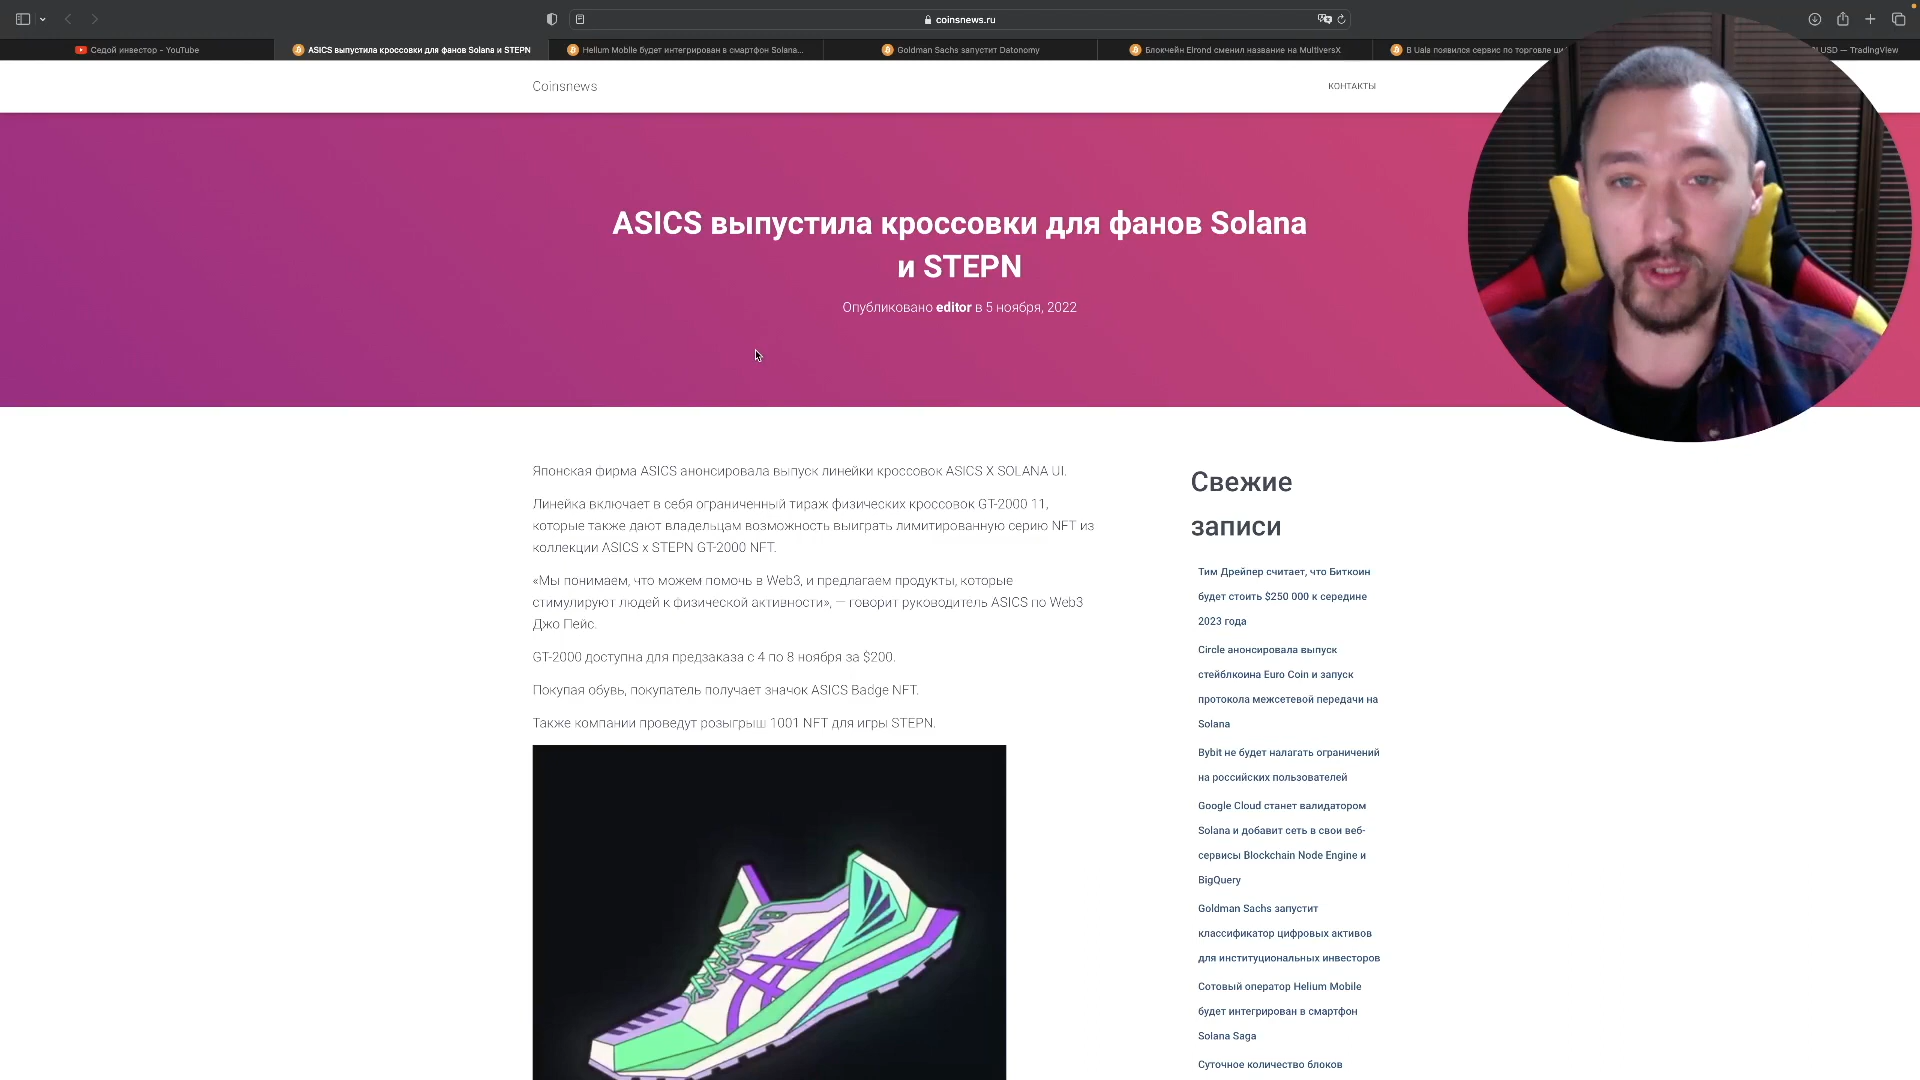 coinsnews.ru
Седой инвестор - YouTube
ASICS выпустила кроссовки для фанов Solana и STEPN
Helium Mobile будет интегрирован в смартфон Solana...
Goldman Sachs запустит Datonomy
Блокчейн Elrond сменил название на MultiversX
В Uala появился сервис по торговле
USD — TradingView
Coinsnews
КОНТАКТЫ
ASICS выпустила кроссовки для фанов Solana
и STEPN
Опубликовано editor в 5 ноября, 2022
Японская фирма ASICS анонсировала выпуск линейки кроссовок ASICS X SOLANA UI.
Линейка включает в себя ограниченный тираж физических кроссовок GT-2000 11,
которые также дают владельцам возможность выиграть лимитированную серию NFT из
коллекции ASICS x STEPN GT-2000 NFT.
«Мы понимаем, что можем помочь в Web3, и предлагаем продукты, которые
стимулируют людей к физической активности», — говорит руководитель ASICS по Web3
Джо Пейс.
GT-2000 доступна для предзаказа с 4 по 8 ноября за $200.
Покупая обувь, покупатель получает значок ASICS Badge NFT.
Также компании проведут розыгрыш 1001 NFT для игры STEPN.
Свежие
записи
Тим Дрейпер считает, что Биткоин
будет стоить $250 000 к середине
2023 года
Circle анонсировала выпуск
стейблкоина Euro Coin и запуск
протокола межсетевой передачи на
Solana
Bybit не будет налагать ограничений
на российских пользователей
Google Cloud станет валидатором
Solana и добавит сеть в свои веб-
сервисы Blockchain Node Engine и
BigQuery
Goldman Sachs запустит
классификатор цифровых активов
для институциональных инвесторов
Сотовый оператор Helium Mobile
будет интегрирован в смартфон
Solana Saga
Суточное количество блоков